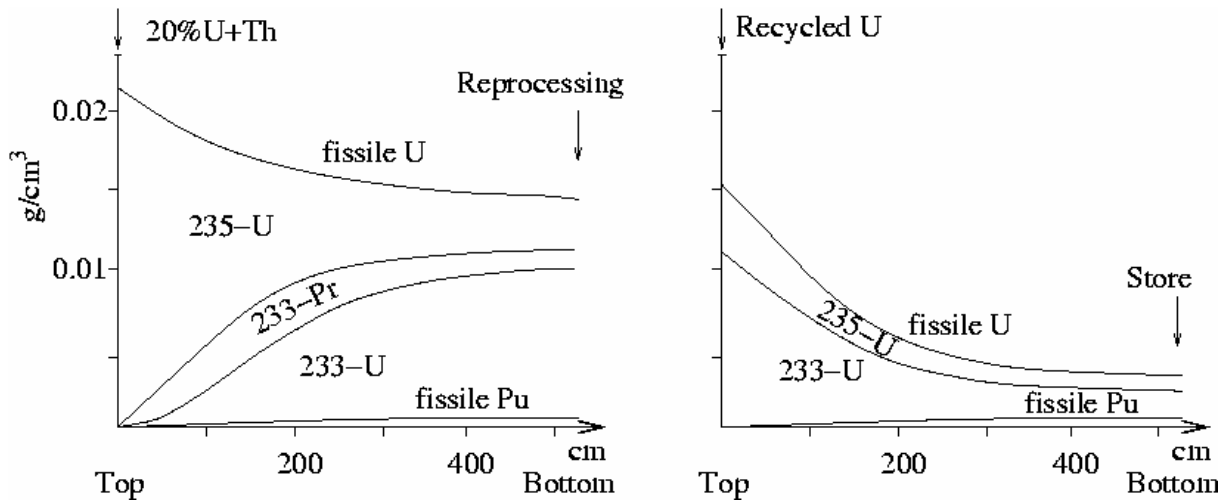 20%U+Th
Reprocessing
0.02
fissile U
g/cm³
235–U
0.01
233–Pr
233–U
fissile Pu
200
400
cm
Top
Bottom
Recycled U
Store
235–U
fissile U
233–U
fissile Pu
200
400
cm
Top
Bottom